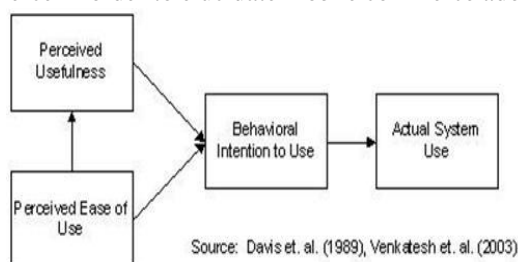 Perceived
Usefulness
Behavioral
Intention to Use
Actual System
Use
Perceived Ease of
Use
Source: Davis et. al. (1989), Venkatesh et. al. (2003)